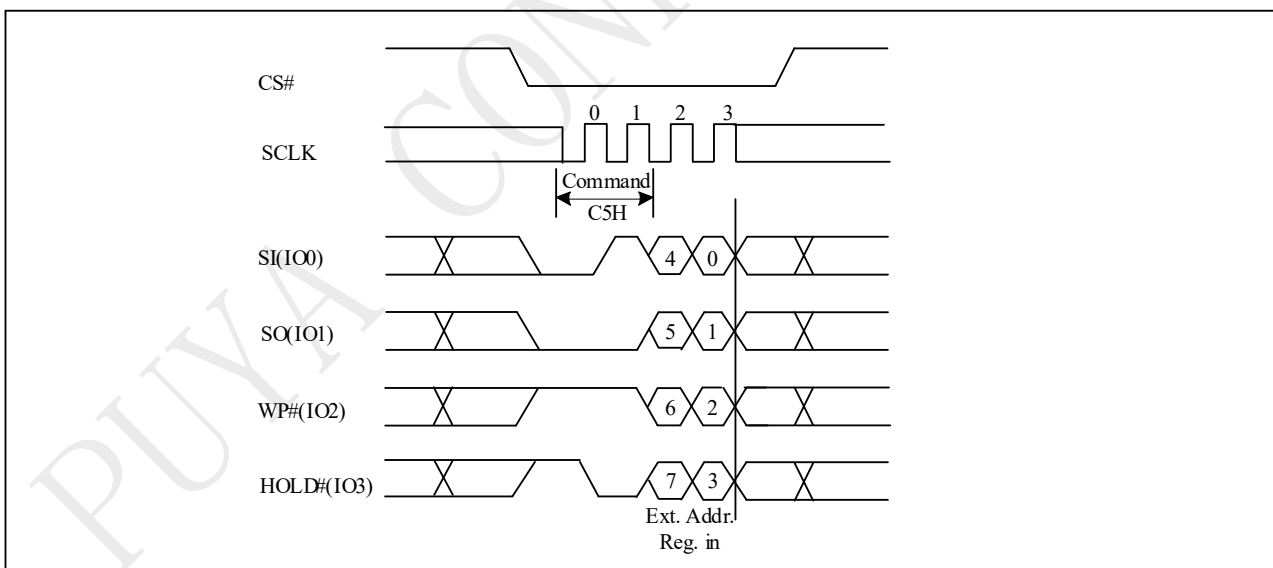 CS#
0 1 2 3
SCLK
Command
C5H
SI(IO0) 4 0
SO(IO1) 5 1
WP#(IO2) 6 2
HOLD#(IO3) 7 3
Ext. Addr.
Reg. in
PUYA CON